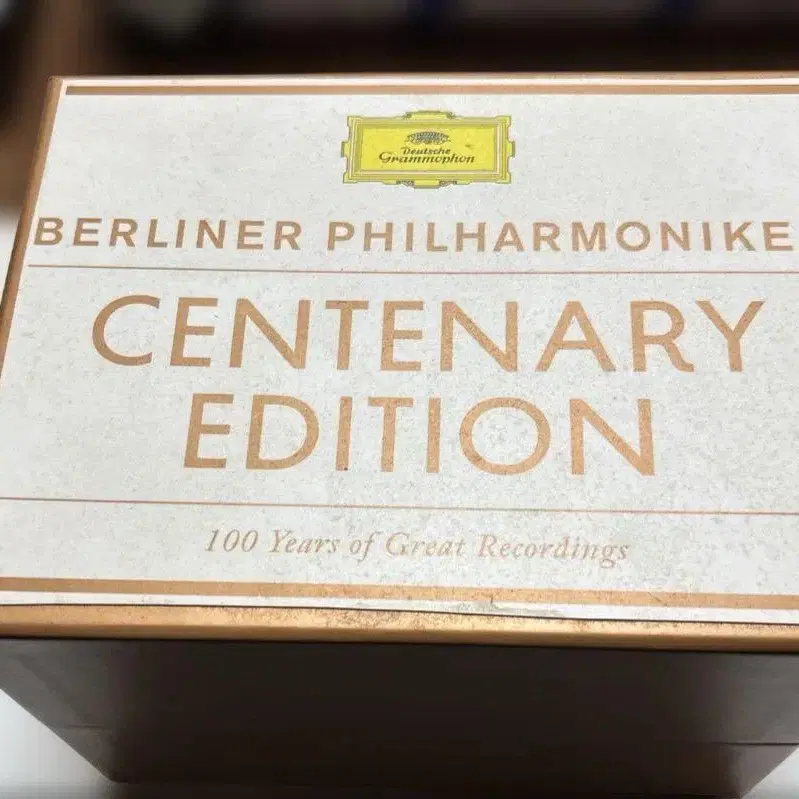 Deutsche
Grammophon
BERLINER PHILHARMONIKE
CENTENARY
EDITION
100 Years of Great Recordings